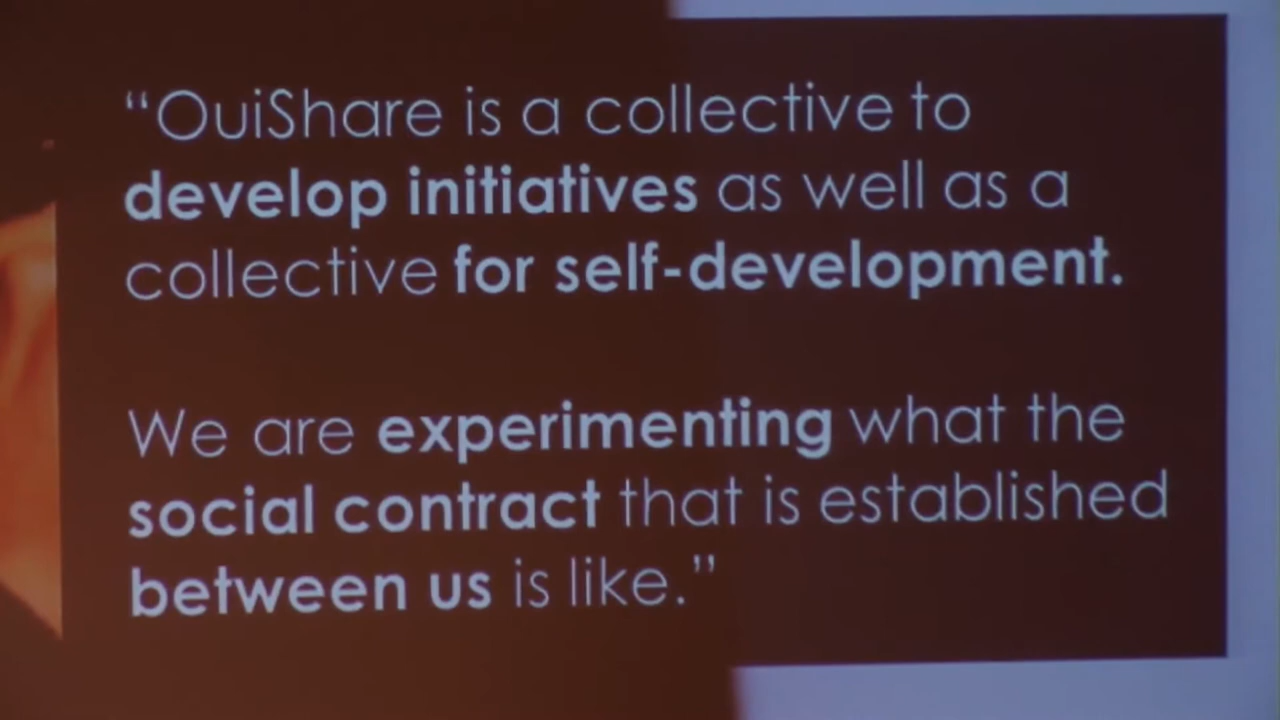 “OuiShare is a collective to
develop initiatives as well as a
collective for self-development.
We are experimenting what the
social contract that is established
between us is like.”